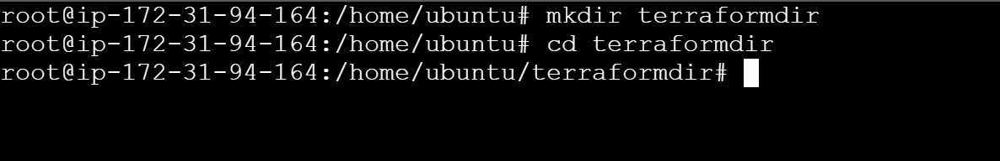 root@ip-172-31-94-164:/home/ubuntu# mkdir terraformdir
root@ip-172-31-94-164:/home/ubuntu# cd terraformdir
root@ip-172-31-94-164:/home/ubuntu/terraformdir#